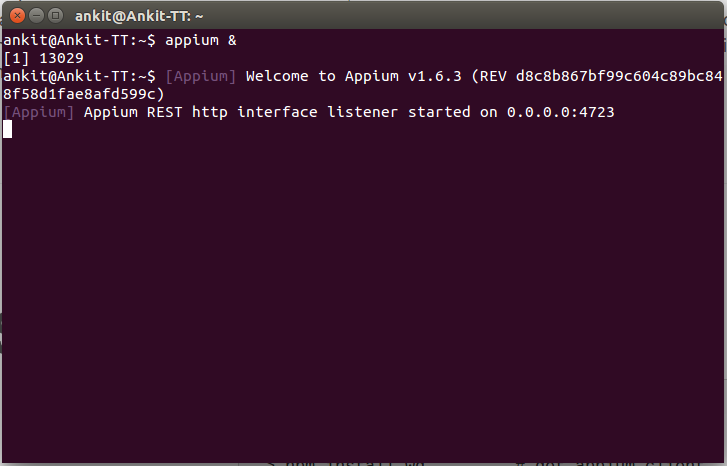 ankit@Ankit-TT: ~
ankit@Ankit-TT:~$ appium &
[1] 13029
ankit@Ankit-TT:~$ [Appium] Welcome to Appium v1.6.3 (REV d8c8b867bf99c604c89bc84
8f58d1fae8afd599c)
[Appium] Appium REST http interface listener started on 0.0.0.0:4723